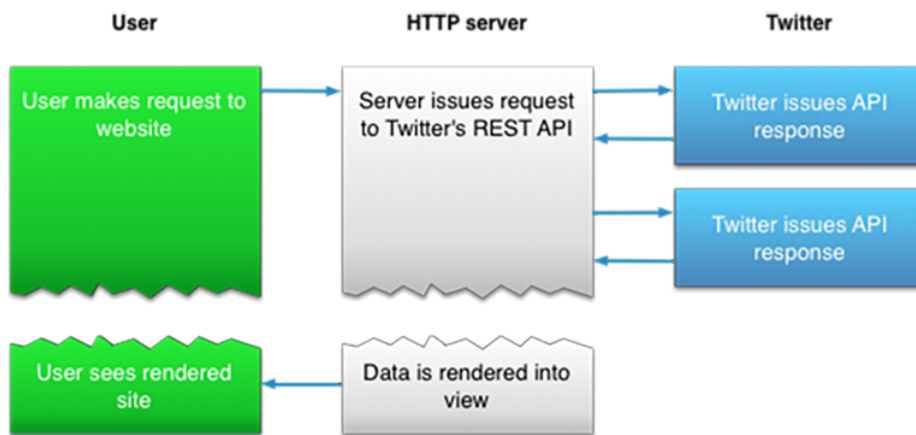 User
HTTP server
Twitter
User makes request to
website
Server issues request
to Twitter's REST API
Twitter issues API
response
Twitter issues API
response
User sees rendered
site
Data is rendered into
view